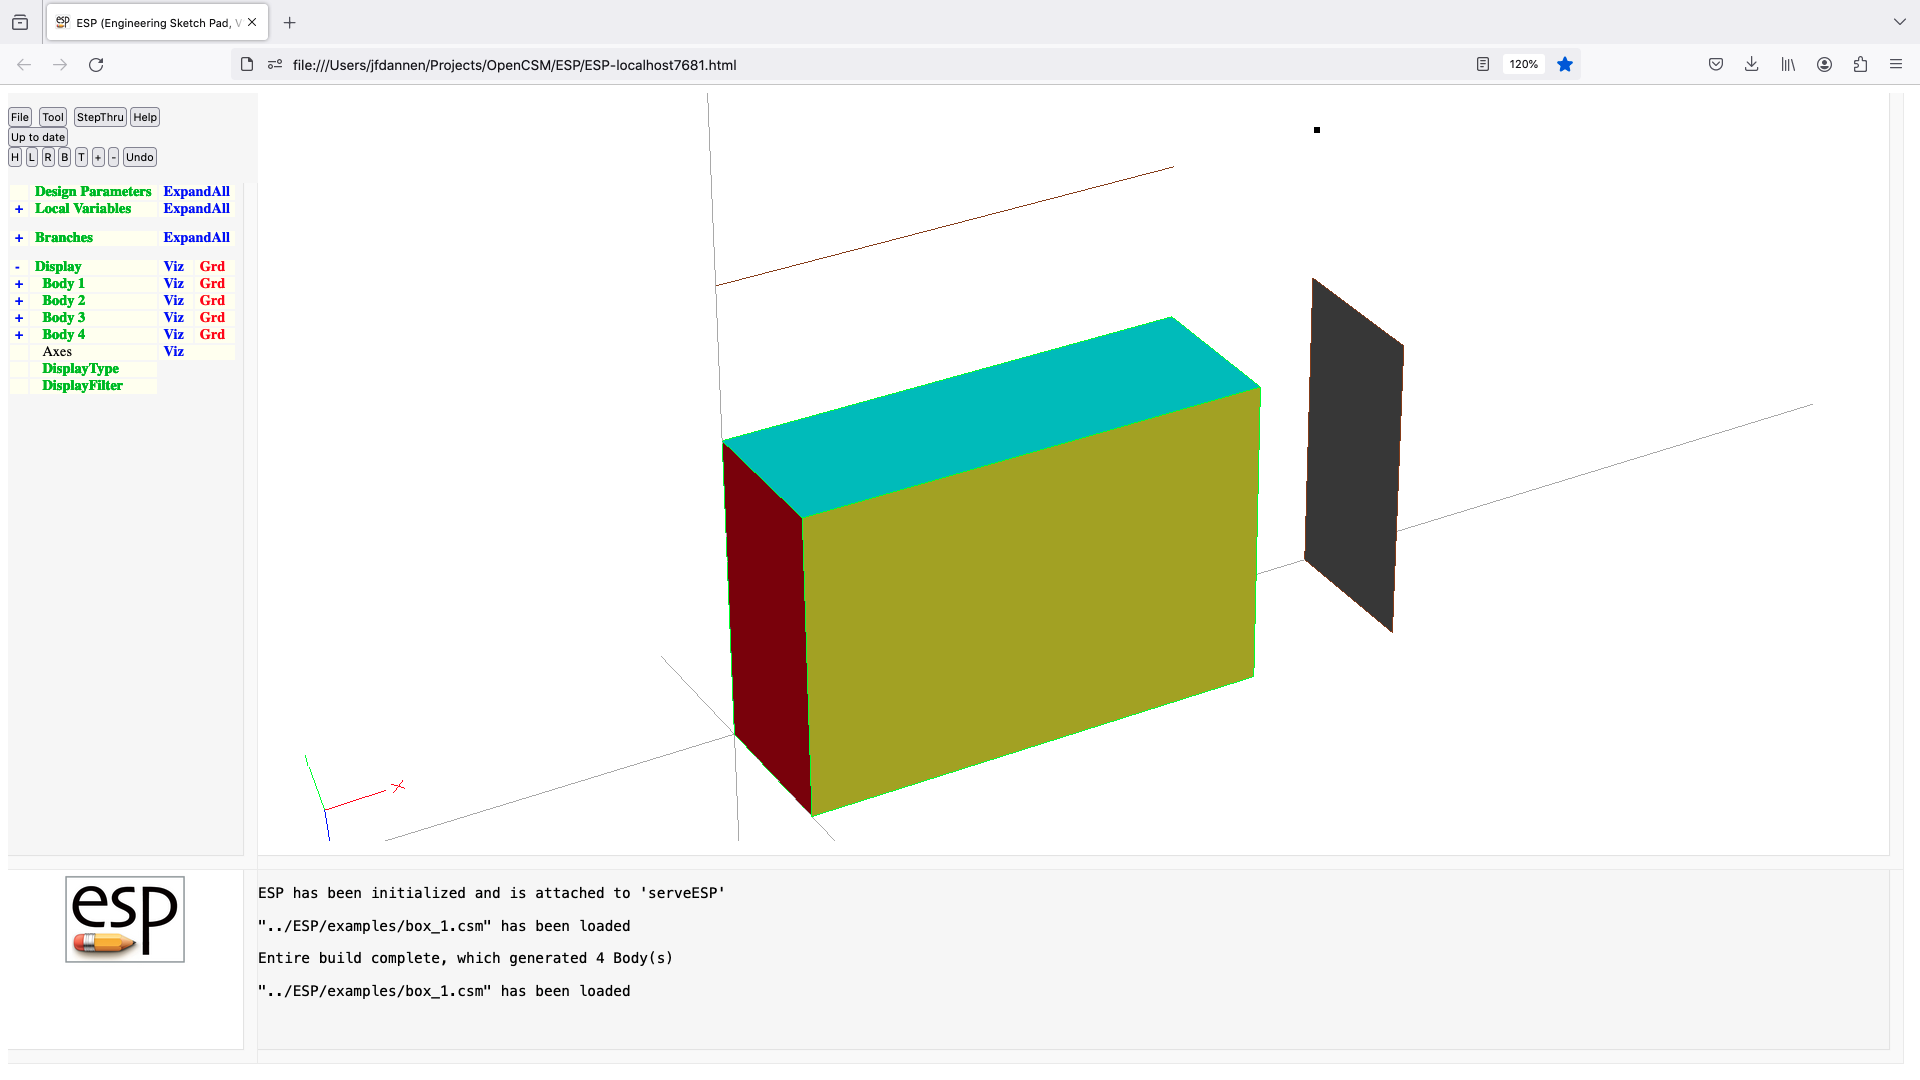 ESP (Engineering Sketch Pad, V
file:///Users/jfdannen/Projects/OpenCSM/ESP/ESP-localhost7681.html
120%
File Tool StepThru Help
Up to date
H L R B T + - Undo
Design Parameters ExpandAll
+ Local Variables ExpandAll
+ Branches ExpandAll
- Display Viz Grd
+ Body 1 Viz Grd
+ Body 2 Viz Grd
+ Body 3 Viz Grd
+ Body 4 Viz Grd
Axes Viz
DisplayType
DisplayFilter
X
esp
ESP has been initialized and is attached to 'serveESP'
"../ESP/examples/box_1.csm" has been loaded
Entire build complete, which generated 4 Body(s)
"../ESP/examples/box_1.csm" has been loaded